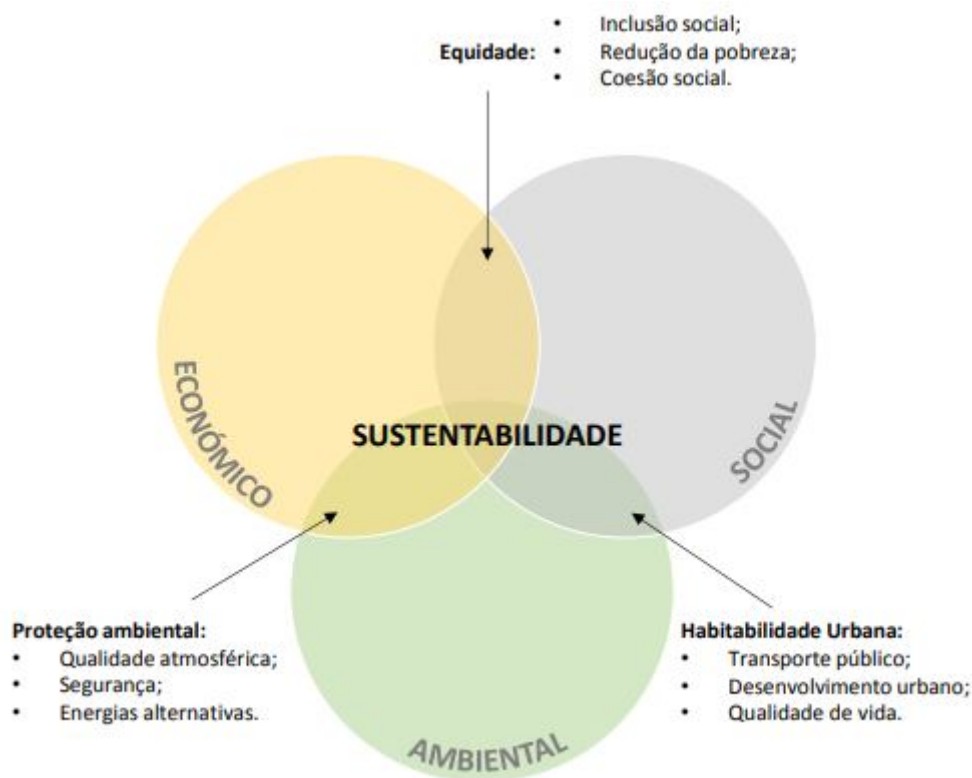 • Inclusão social;
Equidade: • Redução da pobreza;
• Coesão social.
ECONÓMICO
SOCIAL
SUSTENTABILIDADE
Proteção ambiental:
• Qualidade atmosférica;
• Segurança;
• Energias alternativas.
Habitabilidade Urbana:
• Transporte público;
• Desenvolvimento urbano;
• Qualidade de vida.
AMBIENTAL